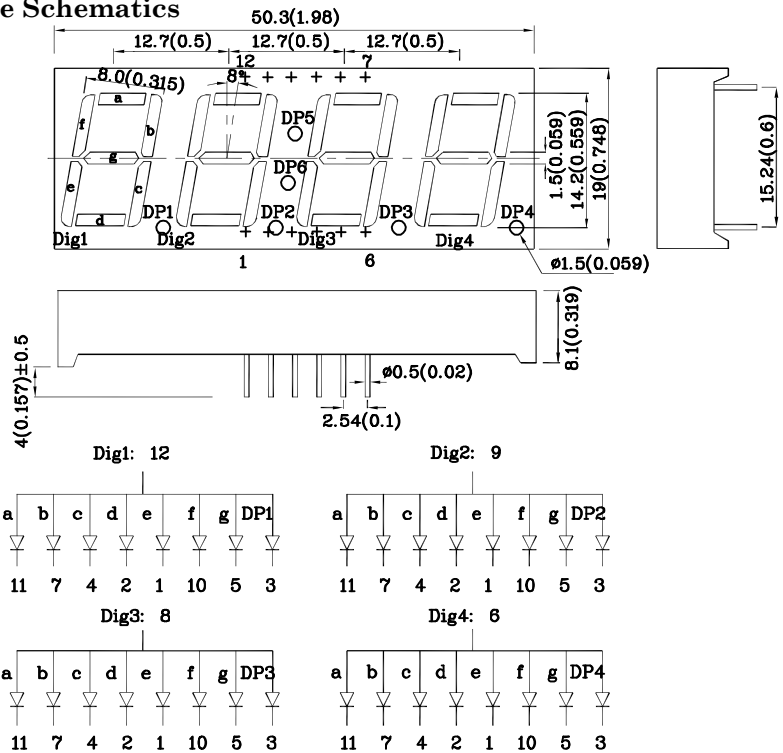 e Schematics
50.3(1.98)
12.7(0.5) 12.7(0.5) 12.7(0.5)
12 7
8.0(0.315) 8°
a
f b
g
e c
d
DP5
DP6
DP1 DP2 DP3 DP4
Dig1 Dig2 Dig3 Dig4
1 6
1.5(0.059)
14.2(0.559)
19(0.748)
15.24(0.6)
ø1.5(0.059)
8.1(0.319)
4(0.157)±0.5
ø0.5(0.02)
2.54(0.1)
Dig1: 12 Dig2: 9
a b c d e f g DP1 a b c d e f g DP2
11 7 4 2 1 10 5 3 11 7 4 2 1 10 5 3
Dig3: 8 Dig4: 6
a b c d e f g DP3 a b c d e f g DP4
11 7 4 2 1 10 5 3 11 7 4 2 1 10 5 3